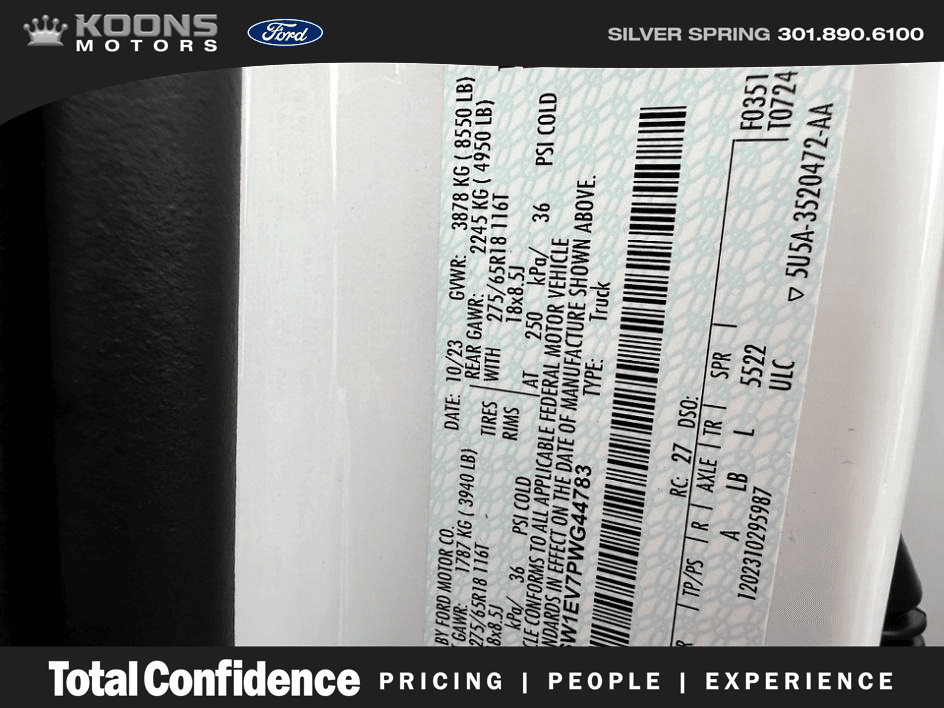 KOONS
MOTORS
Ford
SILVER SPRING 301.890.6100
BY FORD MOTOR CO.
DATE: 10/23 GVWR: 3878 KG ( 8550 LB)
GAWR: 1787 KG ( 3940 LB)
REAR GAWR: 2245 KG ( 4950 LB)
275/65R18 116T
TIRES WITH 275/65R18 116T
8x8.5J
RIMS 18x8.5J
kPa/ 36 PSI COLD
AT 250 kPa/ 36 PSI COLD
CLE CONFORMS TO ALL APPLICABLE FEDERAL MOTOR VEHICLE
NDARDS IN EFFECT ON THE DATE OF MANUFACTURE SHOWN ABOVE.
W1EV7PWG44783
TYPE: Truck
F0351
T0724
RC: 27 DSO:
R TP/PS R AXLE TR SPR
A LB L 5522
ULC
1202310295987
5U5A-3520472-AA
Total Confidence PRICING | PEOPLE | EXPERIENCE